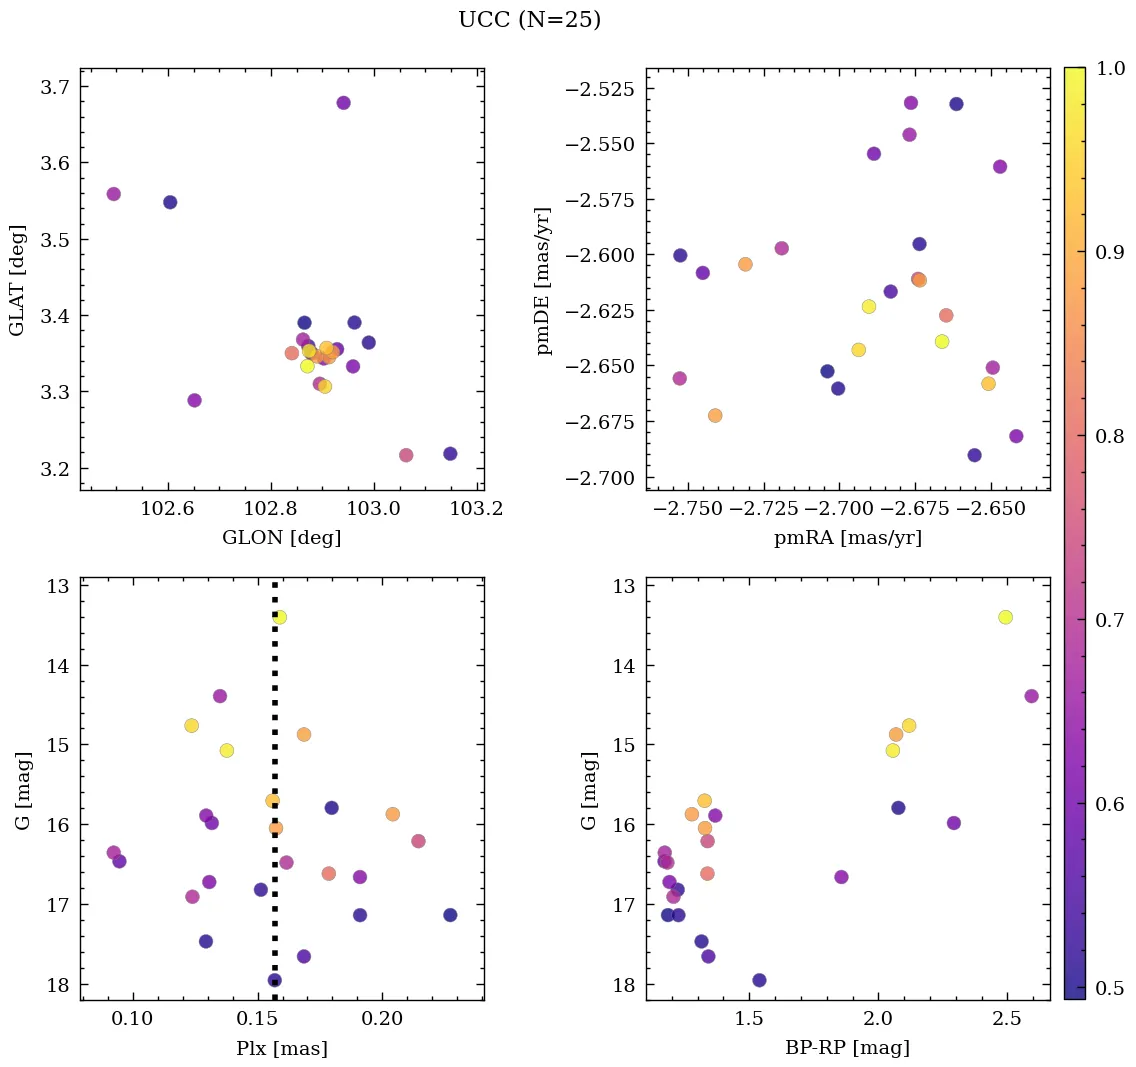 UCC (N=25)
3.7
3.6
3.5
3.4
3.3
3.2
GLAT [deg]
102.6 102.8 103.0 103.2
GLON [deg]
−2.525
−2.550
−2.575
−2.600
−2.625
−2.650
−2.675
−2.700
pmDE [mas/yr]
−2.750 −2.725 −2.700 −2.675 −2.650
pmRA [mas/yr]
13
14
15
16
17
18
G [mag]
0.10 0.15 0.20
Plx [mas]
13
14
15
16
17
18
G [mag]
1.5 2.0 2.5
BP-RP [mag]
1.0
0.9
0.8
0.7
0.6
0.5